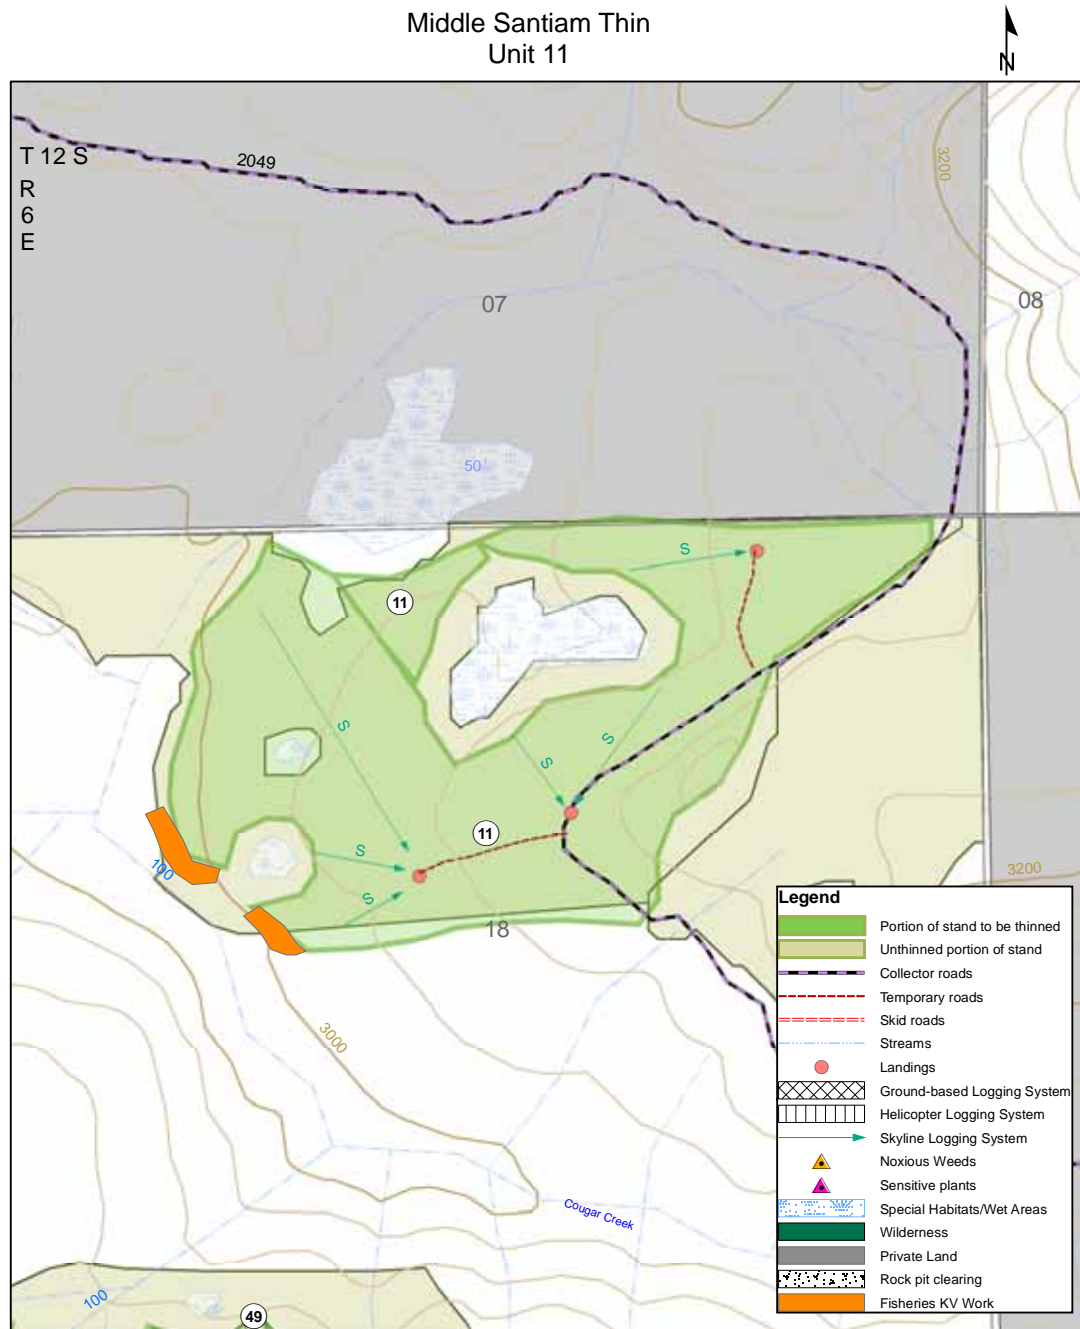 Middle Santiam Thin
Unit 11
N
T 12 S
R
6
E
2049
3200
07
08
50
S
11
S
S
S
11
S
S
100
18
3200
3000
Cougar Creek
100
49
Legend
Portion of stand to be thinned
Unthinned portion of stand
Collector roads
Temporary roads
Skid roads
Streams
Landings
Ground-based Logging System
Helicopter Logging System
Skyline Logging System
Noxious Weeds
Sensitive plants
Special Habitats/Wet Areas
Wilderness
Private Land
Rock pit clearing
Fisheries KV Work